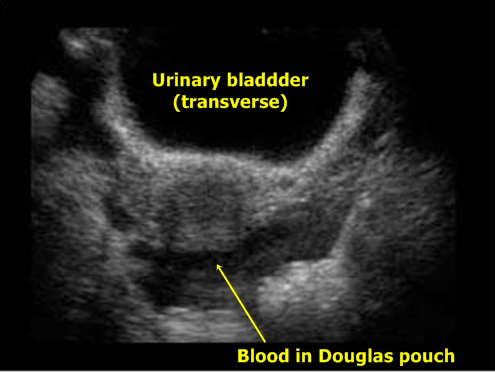 Urinary bladdder
(transverse)
Blood in Douglas pouch